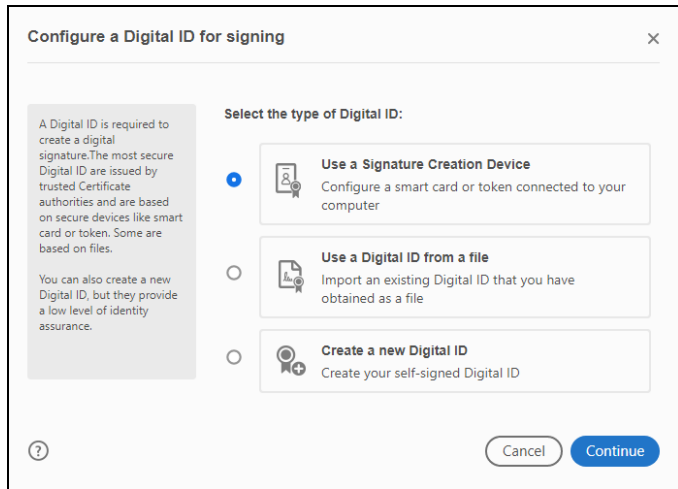 Configure a Digital ID for signing
A Digital ID is required to
create a digital
signature.The most secure
Digital ID are issued by
trusted Certificate
authorities and are based
on secure devices like smart
card or token. Some are
based on files.
You can also create a new
Digital ID, but they provide
a low level of identity
assurance.
Select the type of Digital ID:
Use a Signature Creation Device
Configure a smart card or token connected to your
computer
Use a Digital ID from a file
Import an existing Digital ID that you have
obtained as a file
Create a new Digital ID
Create your self-signed Digital ID
?
Cancel
Continue